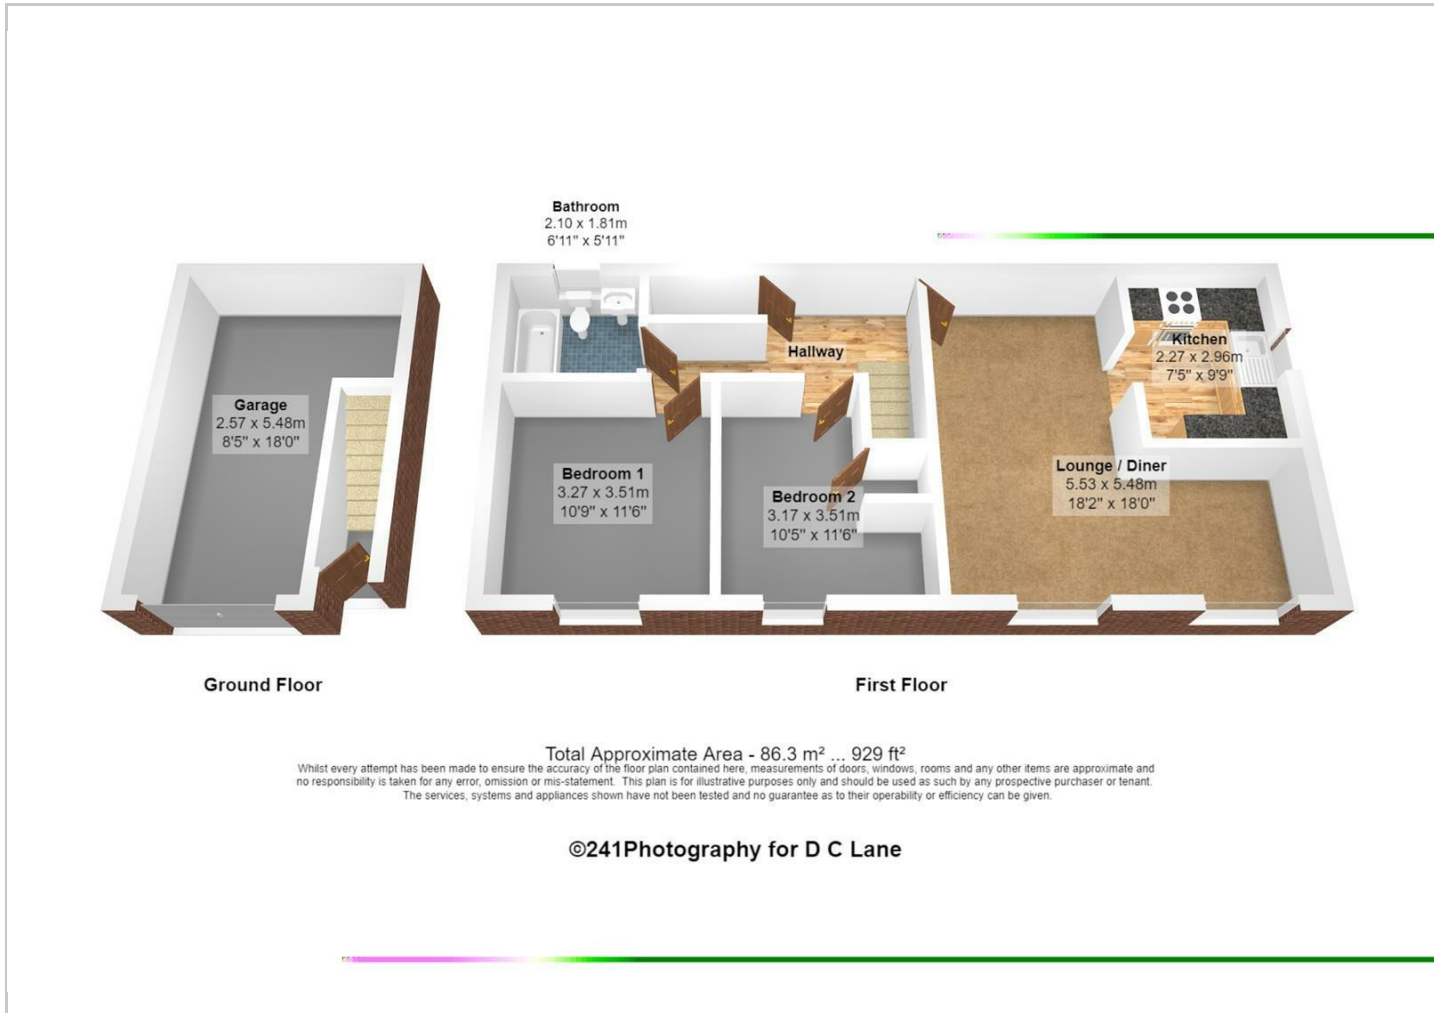 Bathroom
2.10 x 1.81m
6'11" x 5'11"
Garage
2.57 x 5.48m
8'5" x 18'0"
Hallway
Kitchen
2.27 x 2.96m
7'5" x 9'9"
Bedroom 1
3.27 x 3.51m
10'9" x 11'6"
Bedroom 2
3.17 x 3.51m
10'5" x 11'6"
Lounge / Diner
5.53 x 5.48m
18'2" x 18'0"
Ground Floor
First Floor
Total Approximate Area - 86.3 m² ... 929 ft²
Whilst every attempt has been made to ensure the accuracy of the floor plan contained here, measurements of doors, windows, rooms and any other items are approximate and
no responsibility is taken for any error, omission or mis-statement. This plan is for illustrative purposes only and should be used as such by any prospective purchaser or tenant.
The services, systems and appliances shown have not been tested and no guarantee as to their operability or efficiency can be given.
©241Photography for D C Lane